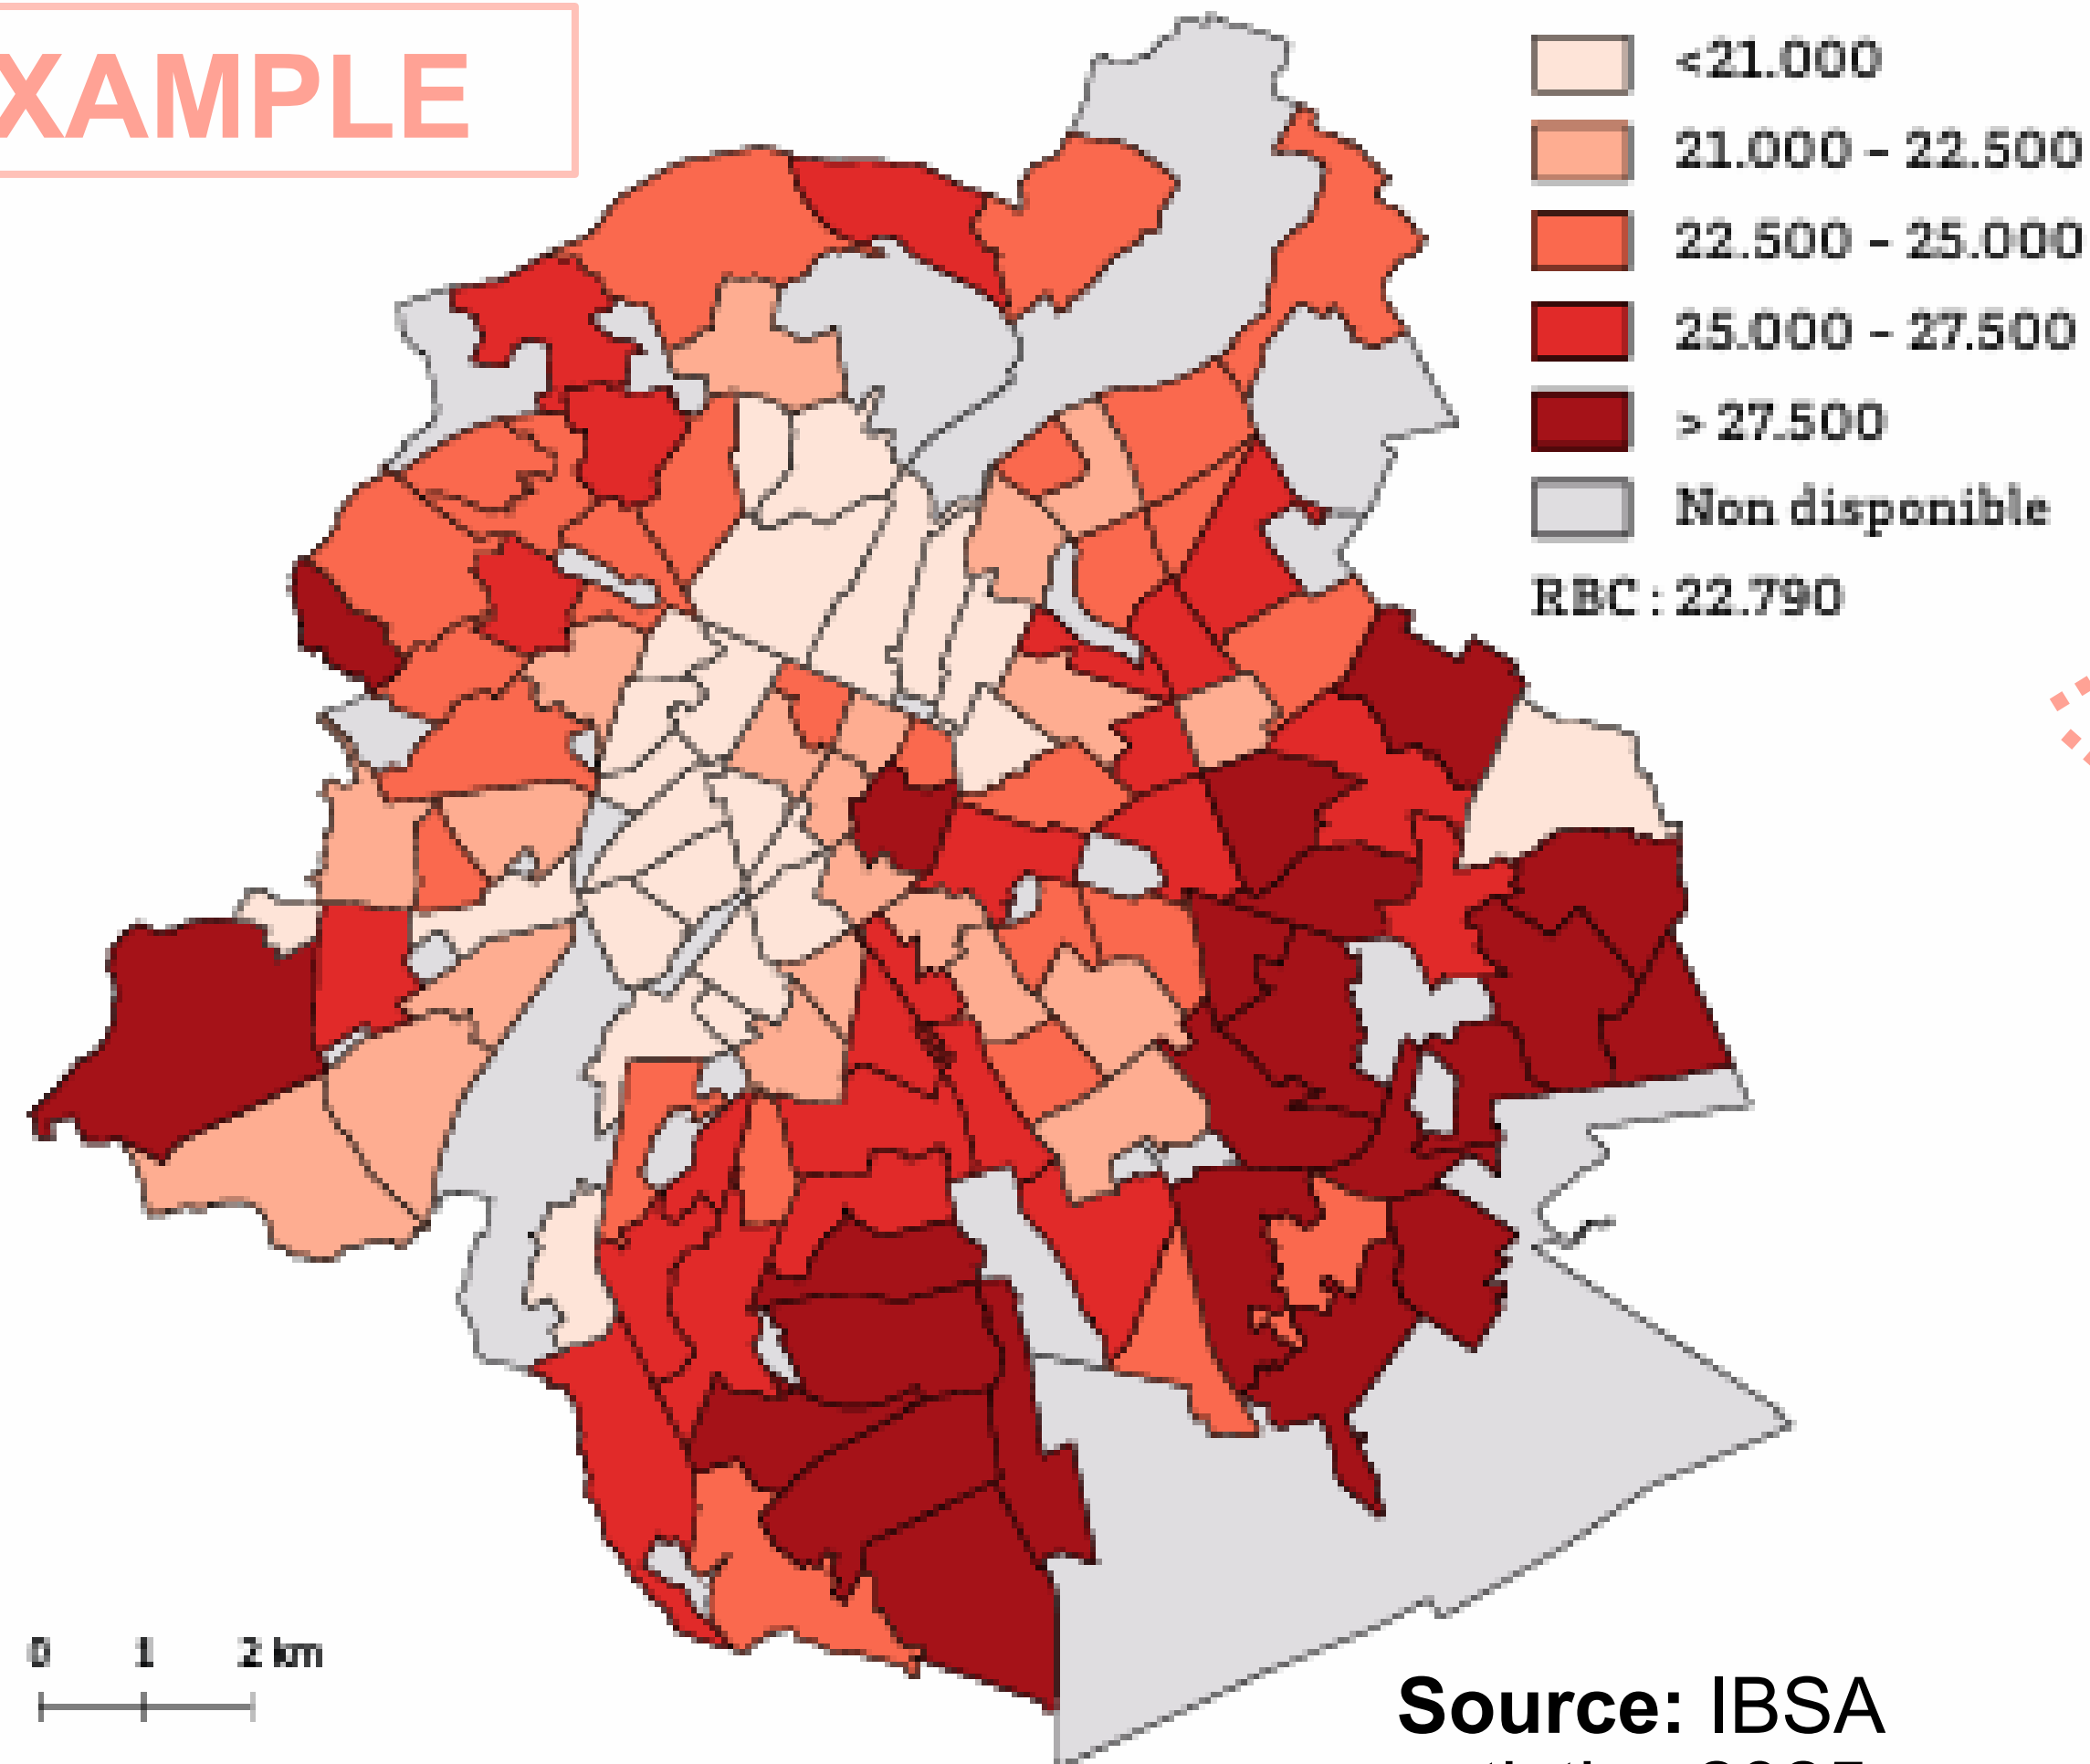 XAMPLE
<21.000
21.000 - 22.500
22.500 - 25.000
25.000 - 27.500
> 27.500
Non disponible
RBC : 22.790
0 1 2 km
Source: IBSA